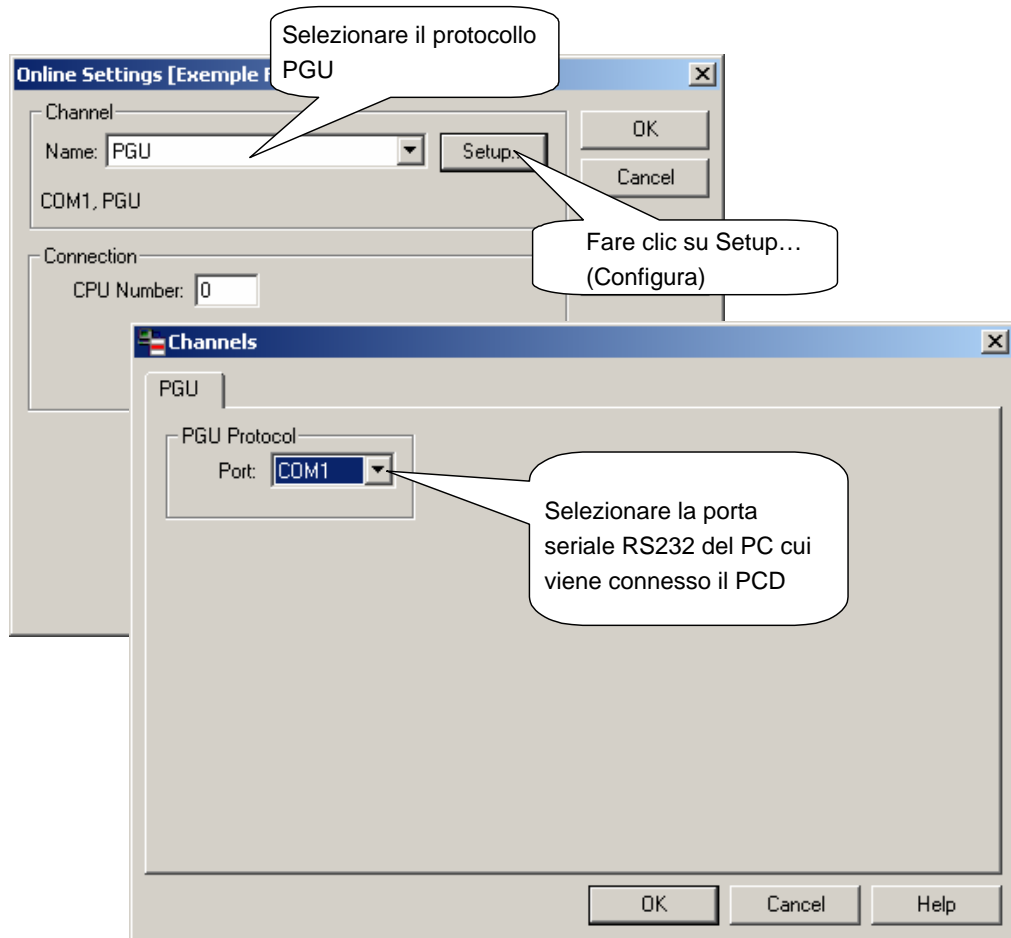 Selezionare il protocollo
PGU
Online Settings [Exemple
Channel
Name: PGU
Setup...
OK
Cancel
COM1, PGU
Fare clic su Setup…
(Configura)
Connection
CPU Number: 0
Channels
PGU
PGU Protocol
Port: COM1
Selezionare la porta
seriale RS232 del PC cui
viene connesso il PCD
OK
Cancel
Help